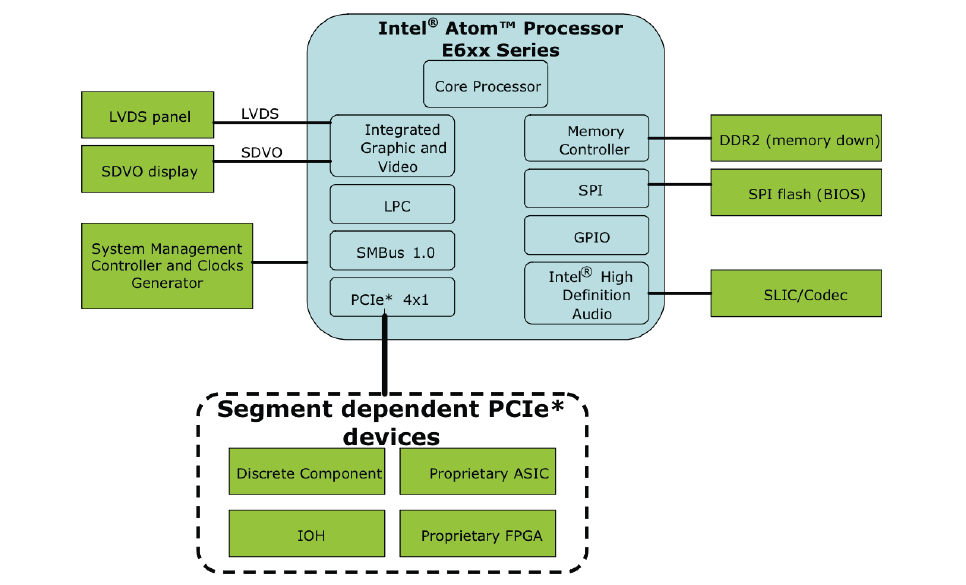 Intel® Atom™ Processor
E6xx Series
Core Processor
LVDS panel
LVDS
SDVO display
SDVO
Integrated
Graphic and
Video
LPC
SMBus 1.0
PCIe* 4x1
System Management
Controller and Clocks
Generator
Memory
Controller
SPI
GPIO
Intel® High
Definition
Audio
DDR2 (memory down)
SPI flash (BIOS)
SLIC/Codec
Segment dependent PCIe*
devices
Discrete Component
Proprietary ASIC
IOH
Proprietary FPGA